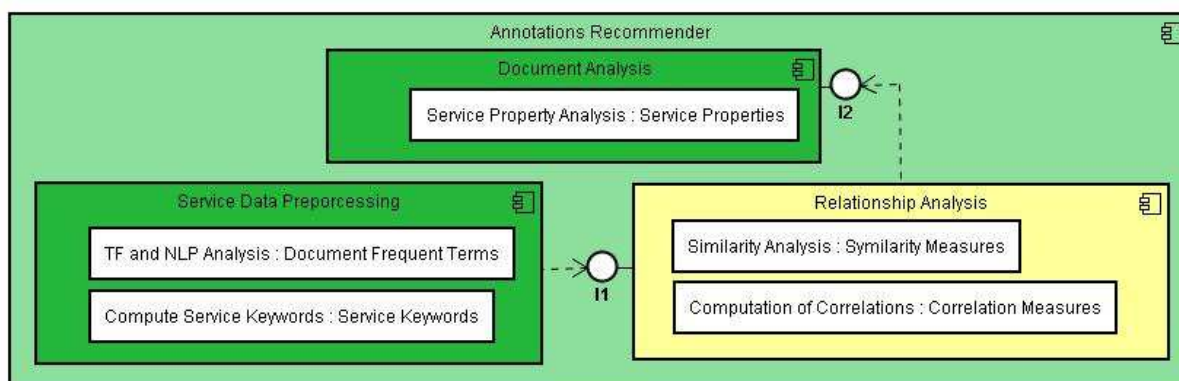 Annotations Recommender
Document Analysis
Service Property Analysis : Service Properties
I2
Service Data Preporcessing
TF and NLP Analysis : Document Frequent Terms
Compute Service Keywords : Service Keywords
I1
Relationship Analysis
Similarity Analysis : Symilarity Measures
Computation of Correlations : Correlation Measures